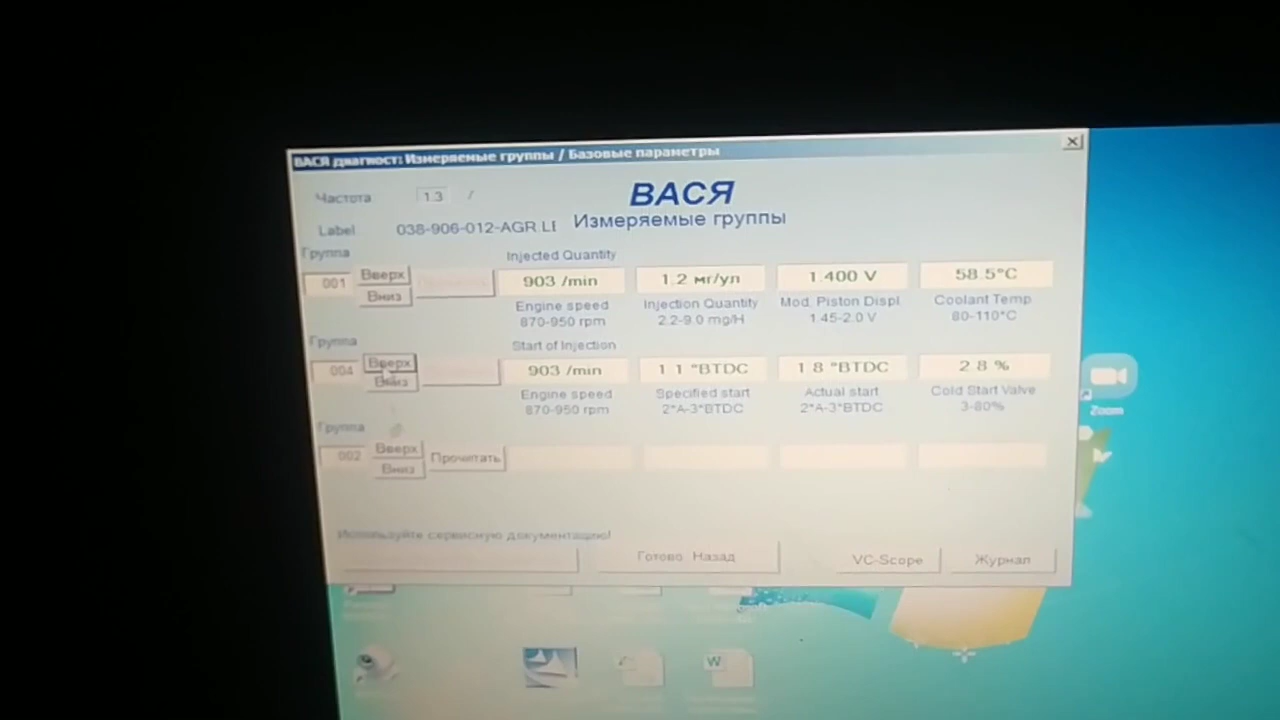 ВАСЯ диагност: Измеряемые группы / Базовые параметры
Частота 1.3 /
ВАСЯ
Измеряемые группы
Label 038-906-012-AGR LE
Группа
Injected Quantity
001 Вверх 903 /min 1.2 мг/уд 1.400 V 58.5°C
Вниз
Engine speed Injection Quantity Mod. Piston Displ. Coolant Temp
870-950 rpm 2.2-9.0 mg/H 1.45-2.0 V 80-110°C
Группа
Start of Injection
004 Вверх 903 /min 1 1 °BTDC 1 8 °BTDC 2 8 %
Вниз
Engine speed Specified start Actual start Cold Start Valve
870-950 rpm 2°A-3°BTDC 2°A-3°BTDC 3-80%
Группа
002 Вверх Прочитать
Вниз
Используйте сервисную документацию!
Готово Назад VC-Scope Журнал
Zoom
W